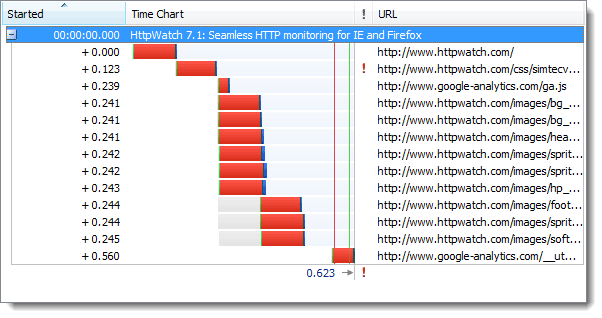 Started Time Chart ! URL
00:00:00.000 HttpWatch 7.1: Seamless HTTP monitoring for IE and Firefox
+ 0.000 http://www.httpwatch.com/
+ 0.123 ! http://www.httpwatch.com/css/simtecv...
+ 0.239 http://www.google-analytics.com/ga.js
+ 0.241 http://www.httpwatch.com/images/bg_...
+ 0.241 http://www.httpwatch.com/images/bg_...
+ 0.241 http://www.httpwatch.com/images/hea...
+ 0.242 http://www.httpwatch.com/images/sprit...
+ 0.242 http://www.httpwatch.com/images/sprit...
+ 0.243 http://www.httpwatch.com/images/hp_...
+ 0.244 http://www.httpwatch.com/images/foot...
+ 0.244 http://www.httpwatch.com/images/sprit...
+ 0.245 http://www.httpwatch.com/images/soft...
+ 0.560 http://www.google-analytics.com/__ut...
0.623 → !